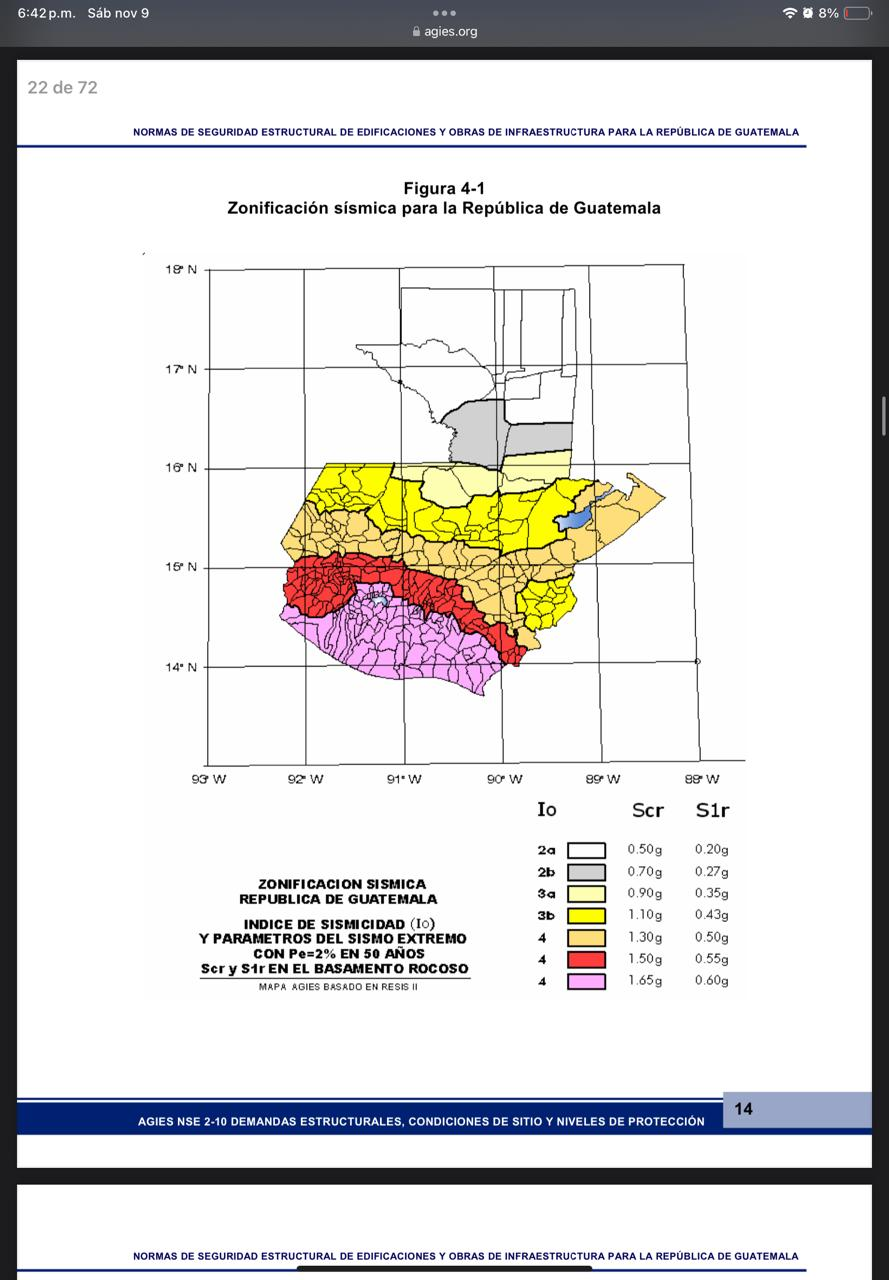 6:42 p.m. Sáb nov 9
8%
agies.org
22 de 72
NORMAS DE SEGURIDAD ESTRUCTURAL DE EDIFICACIONES Y OBRAS DE INFRAESTRUCTURA PARA LA REPÚBLICA DE GUATEMALA
Figura 4-1
Zonificación sísmica para la República de Guatemala
18° N
17° N
16° N
15° N
14° N
93° W 92° W 91° W 90° W 89° W 88° W
Io Scr S1r
2a 0.50g 0.20g
2b 0.70g 0.27g
3a 0.90g 0.35g
3b 1.10g 0.43g
4 1.30g 0.50g
4 1.50g 0.55g
4 1.65g 0.60g
ZONIFICACION SISMICA
REPUBLICA DE GUATEMALA
INDICE DE SISMICIDAD (Io)
Y PARAMETROS DEL SISMO EXTREMO
CON Pe=2% EN 50 AÑOS
Scr y S1r EN EL BASAMENTO ROCOSO
MAPA AGIES BASADO EN RESIS II
14
AGIES NSE 2-10 DEMANDAS ESTRUCTURALES, CONDICIONES DE SITIO Y NIVELES DE PROTECCIÓN
NORMAS DE SEGURIDAD ESTRUCTURAL DE EDIFICACIONES Y OBRAS DE INFRAESTRUCTURA PARA LA REPÚBLICA DE GUATEMALA